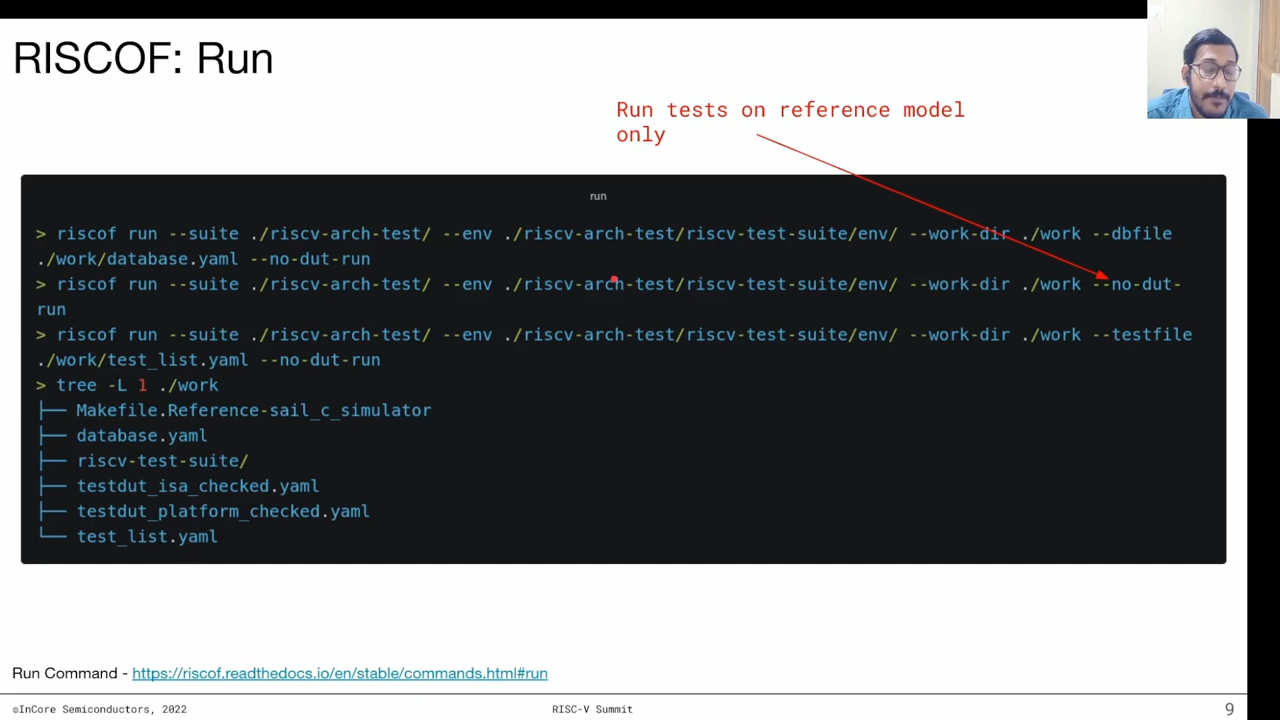 RISCOF: Run
Run tests on reference model
only
run
> riscof run --suite ./riscv-arch-test/ --env ./riscv-arch-test/riscv-test-suite/env/ --work-dir ./work --dbfile
./work/database.yaml --no-dut-run
> riscof run --suite ./riscv-arch-test/ --env ./riscv-arch-test/riscv-test-suite/env/ --work-dir ./work --no-dut-
run
> riscof run --suite ./riscv-arch-test/ --env ./riscv-arch-test/riscv-test-suite/env/ --work-dir ./work --testfile
./work/test_list.yaml --no-dut-run
> tree -L 1 ./work
├── Makefile.Reference-sail_c_simulator
├── database.yaml
├── riscv-test-suite/
├── testdut_isa_checked.yaml
├── testdut_platform_checked.yaml
└── test_list.yaml
Run Command - https://riscof.readthedocs.io/en/stable/commands.html#run
©InCore Semiconductors, 2022
RISC-V Summit
9